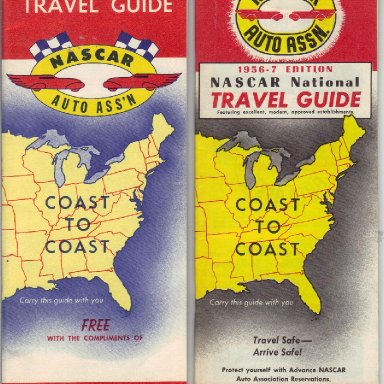 TRAVEL GUIDE
NASCAR
AUTO ASS'N
COAST
TO
COAST
Carry this guide with you
FREE
WITH THE COMPLIMENTS OF
AUTO ASSN.
1956-7 EDITION
NASCAR National
TRAVEL GUIDE
Featuring excellent, modern, approved establishments
COAST
TO
COAST
Carry this guide with you
Travel Safe—
Arrive Safe!
Protect yourself with Advance NASCAR
Auto Association Reservations.